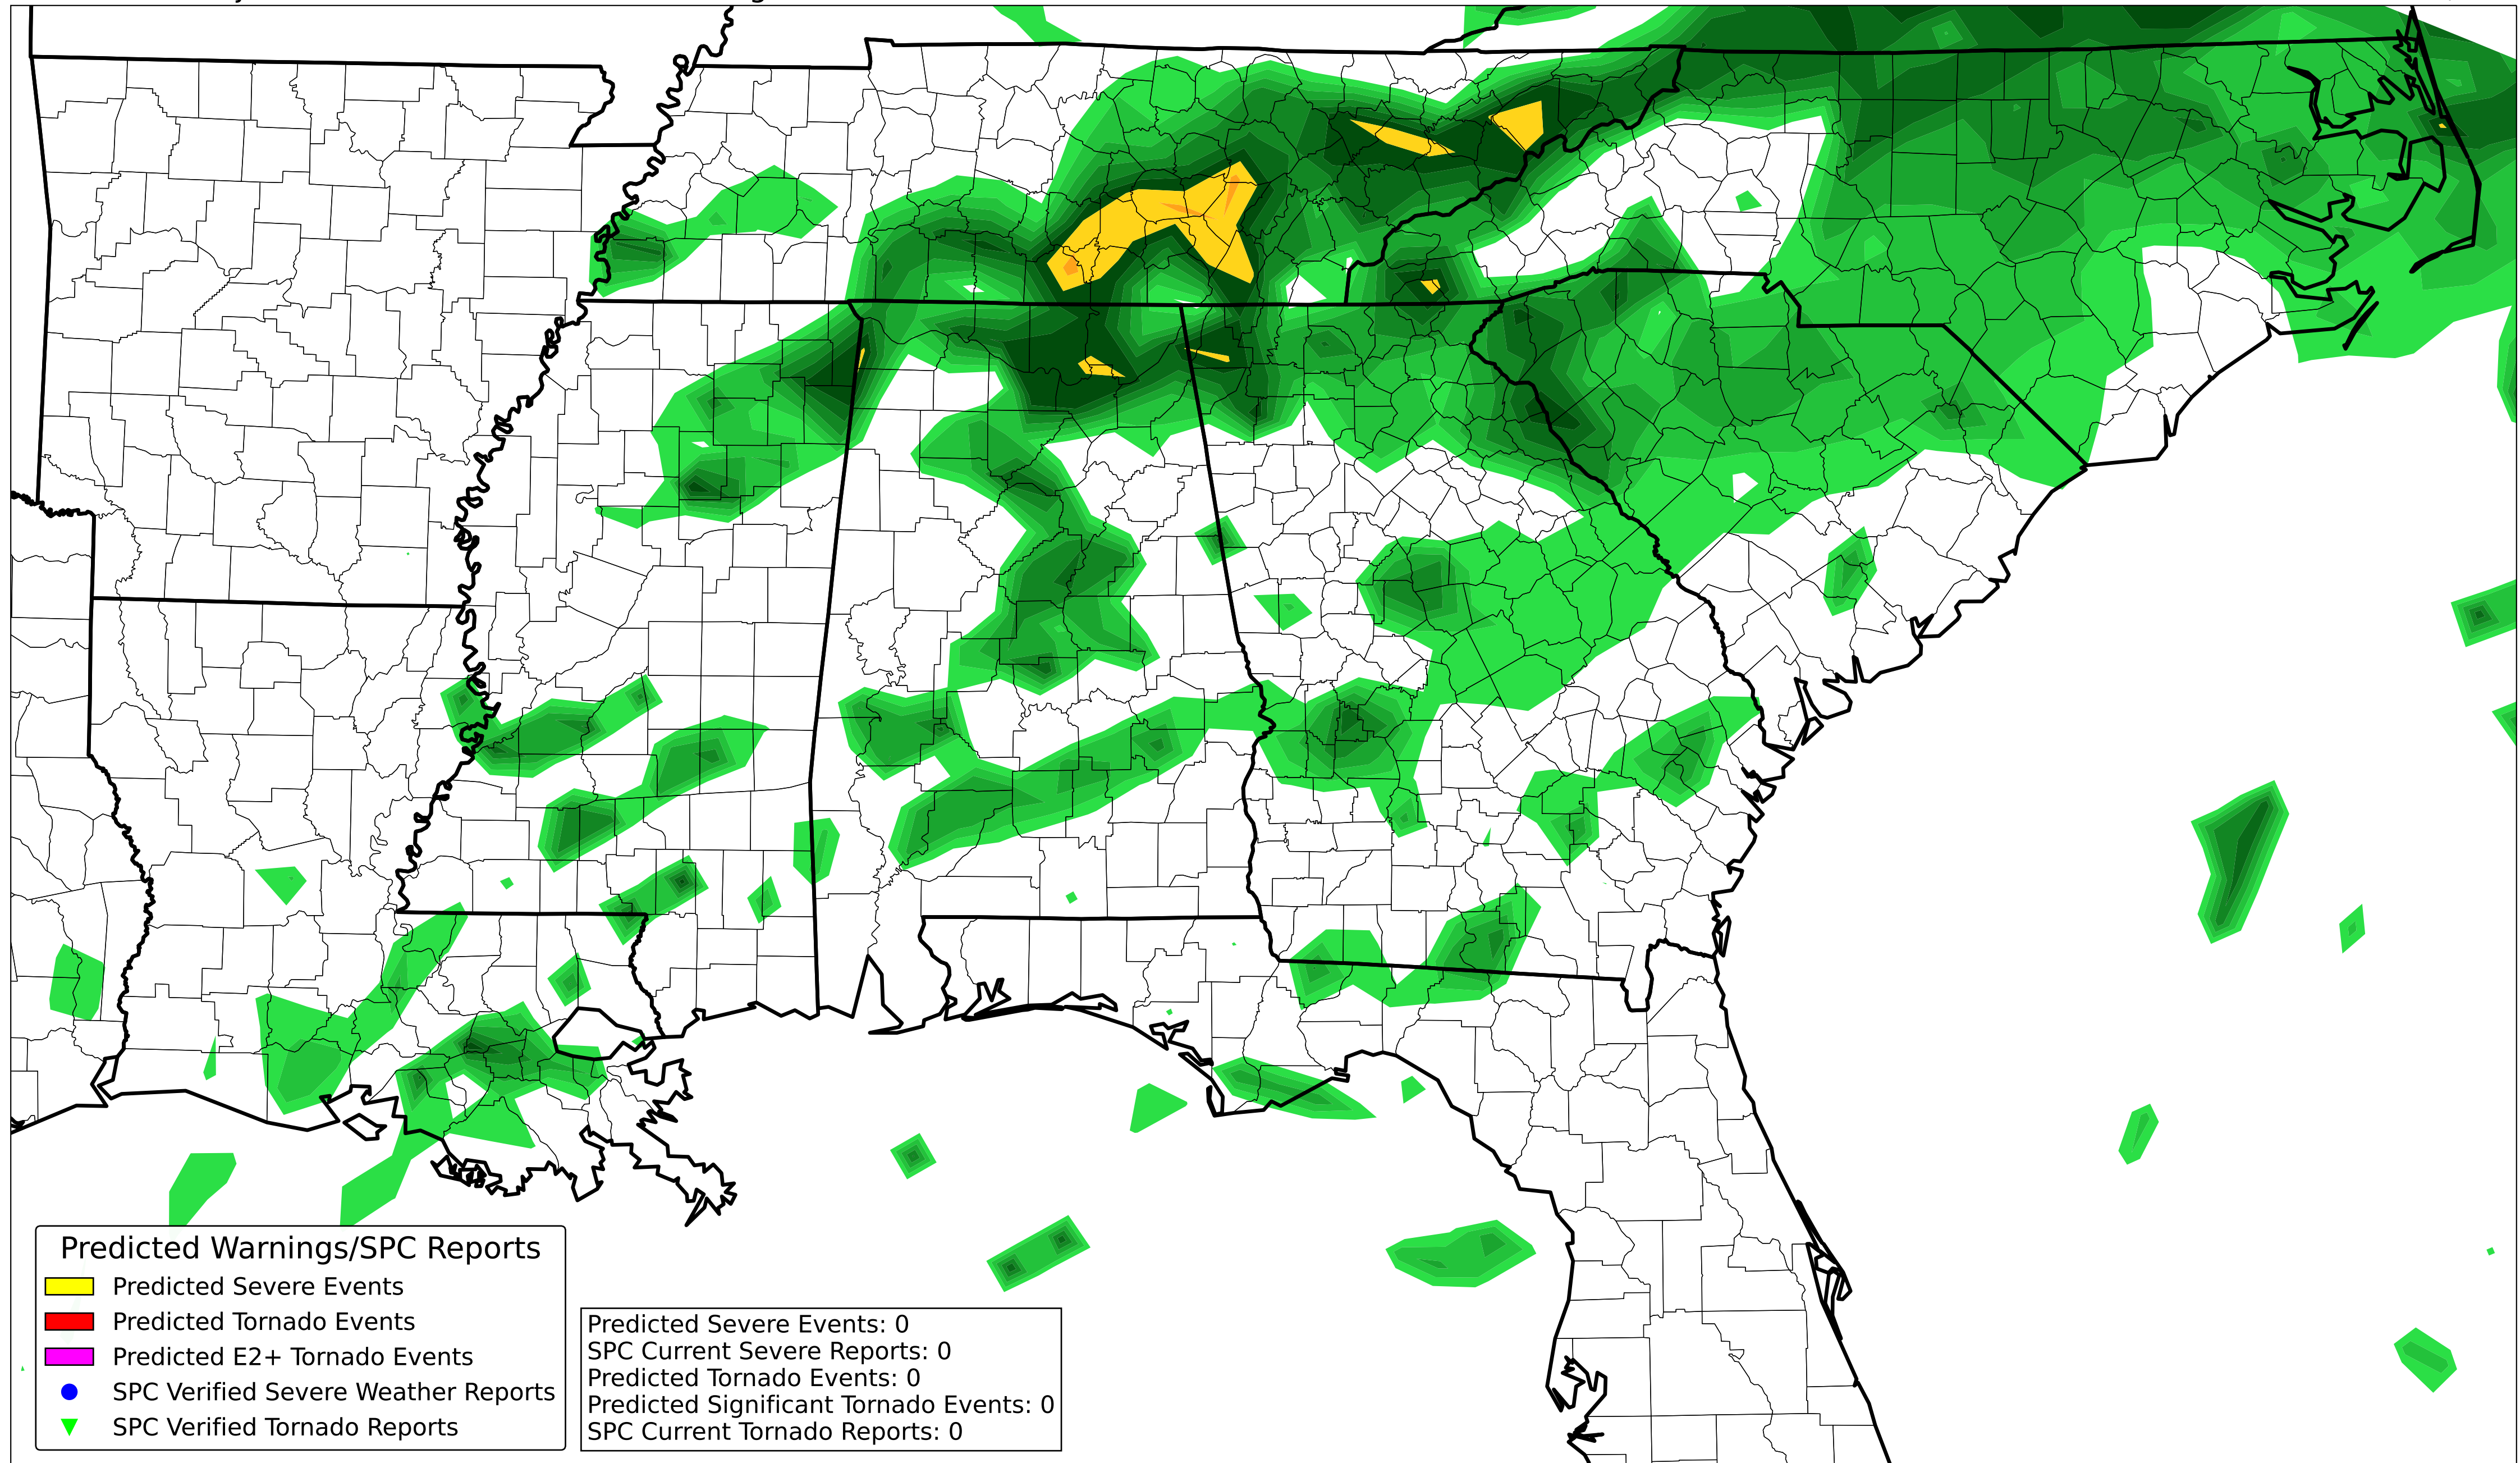 Predicted Warnings/SPC Reports
Predicted Severe Events
Predicted Tornado Events
Predicted E2+ Tornado Events
SPC Verified Severe Weather Reports
SPC Verified Tornado Reports
Predicted Severe Events: 0
SPC Current Severe Reports: 0
Predicted Tornado Events: 0
Predicted Significant Tornado Events: 0
SPC Current Tornado Reports: 0